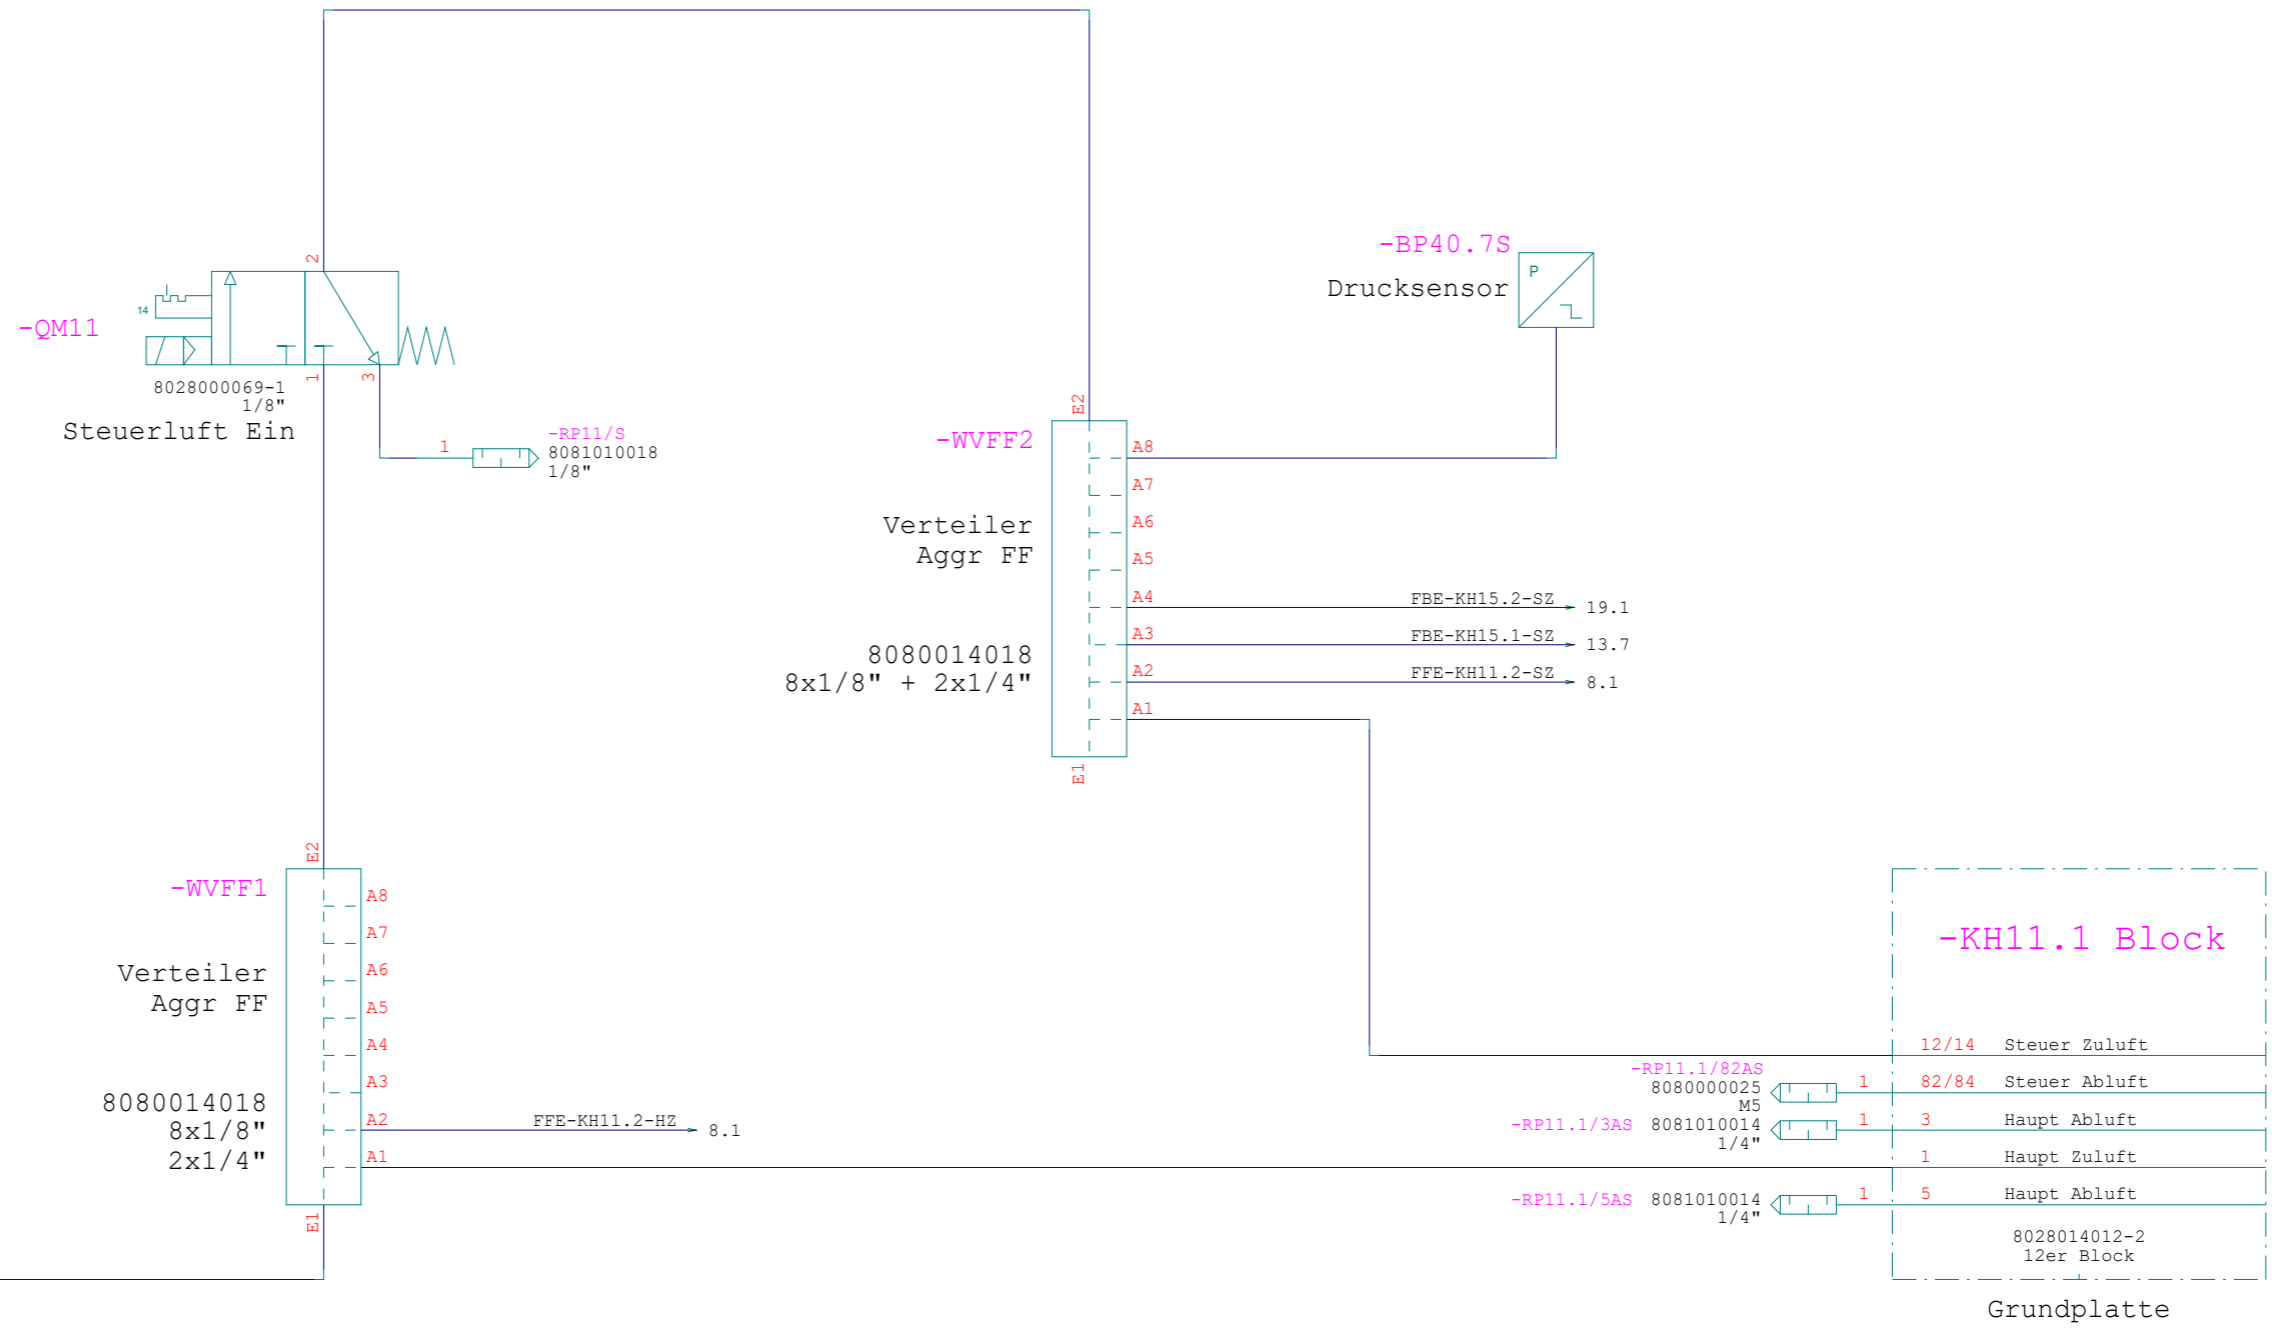 -QM11
14
2
1
3
8028000069-1
1/8"
Steuerluft Ein
1
-RP11/S
8081010018
1/8"
-BP40.7S
Drucksensor
P
-WVFF2
Verteiler
Aggr FF
8080014018
8x1/8" + 2x1/4"
E2
A8
A7
A6
A5
A4
A3
A2
A1
E1
FBE-KH15.2-SZ
19.1
FBE-KH15.1-SZ
13.7
FFE-KH11.2-SZ
8.1
-WVFF1
Verteiler
Aggr FF
8080014018
8x1/8"
2x1/4"
E2
A8
A7
A6
A5
A4
A3
A2
A1
E1
FFE-KH11.2-HZ
8.1
-KH11.1 Block
12/14 Steuer Zuluft
-RP11.1/82AS
8080000025
M5
1
82/84 Steuer Abluft
-RP11.1/3AS 8081010014
1/4"
1
3 Haupt Abluft
1 Haupt Zuluft
-RP11.1/5AS 8081010014
1/4"
1
5 Haupt Abluft
8028014012-2
12er Block
Grundplatte